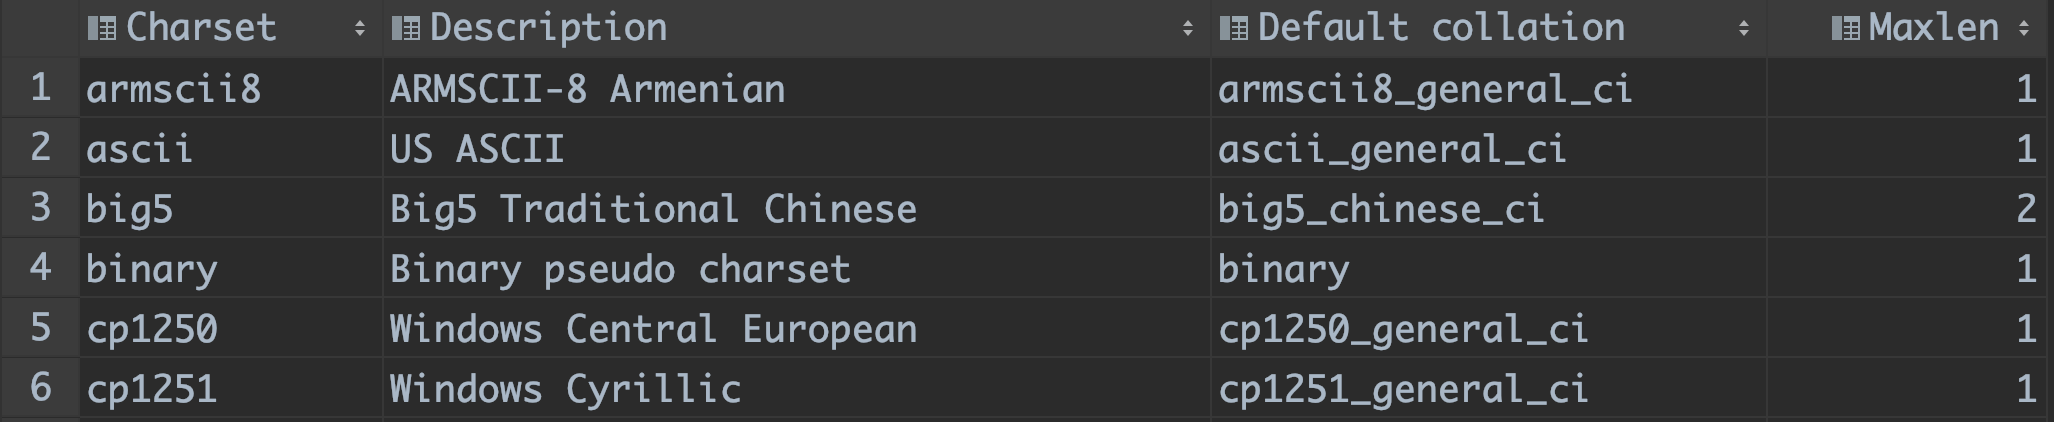 Charset Description Default collation Maxlen
1 armscii8 ARMSCII-8 Armenian armscii8_general_ci 1
2 ascii US ASCII ascii_general_ci 1
3 big5 Big5 Traditional Chinese big5_chinese_ci 2
4 binary Binary pseudo charset binary 1
5 cp1250 Windows Central European cp1250_general_ci 1
6 cp1251 Windows Cyrillic cp1251_general_ci 1